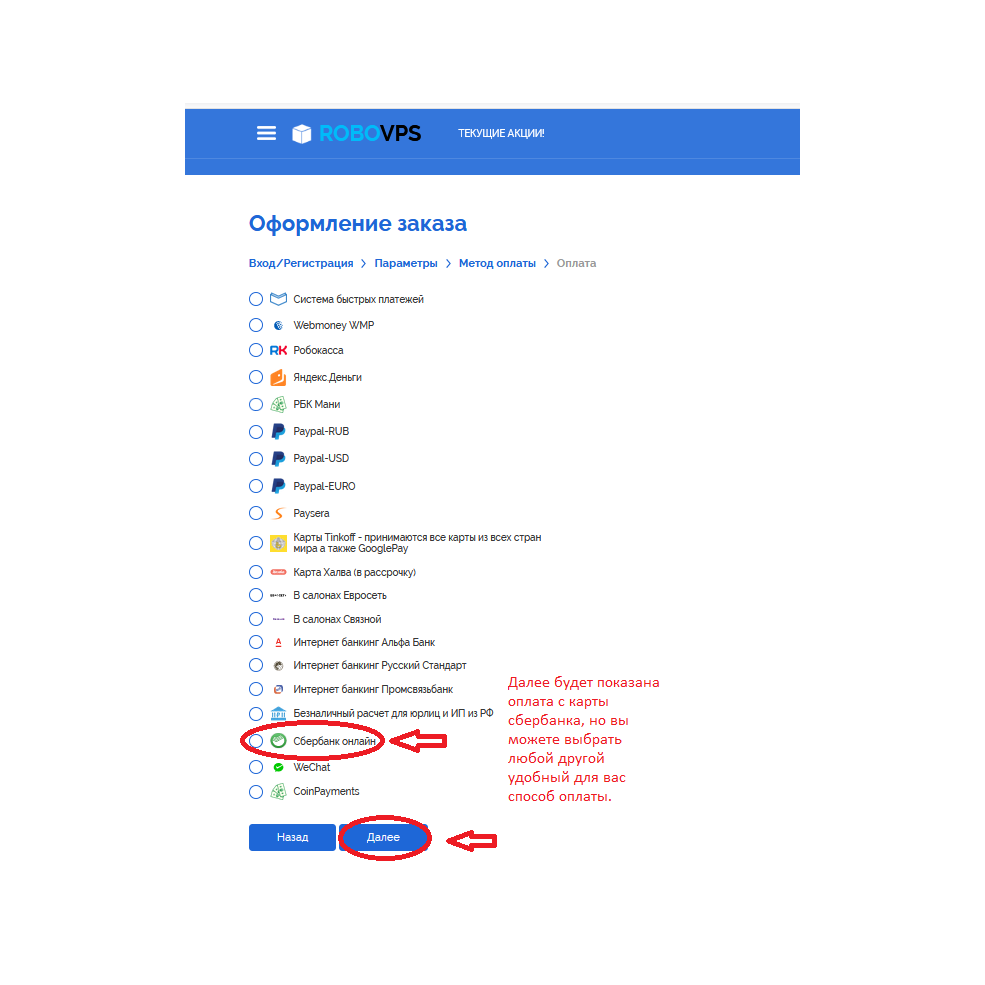 ROBOVPS
ТЕКУЩИЕ АКЦИИ!
Оформление заказа
Вход/Регистрация > Параметры > Метод оплаты > Оплата
Система быстрых платежей
Webmoney WMP
RK Робокасса
Яндекс.Деньги
РБК Мани
Paypal-RUB
Paypal-USD
Paypal-EURO
Paysera
Карты Tinkoff - принимаются все карты из всех стран
мира а также GooglePay
Карта Халва (в рассрочку)
В салонах Евросеть
В салонах Связной
Интернет банкинг Альфа Банк
Интернет банкинг Русский Стандарт
Интернет банкинг Промсвязьбанк
Безналичный расчет для юрлиц и ИП из РФ
Сбербанк онлайн
WeChat
CoinPayments
Далее будет показана
оплата с карты
сбербанка, но вы
можете выбрать
любой другой
удобный для вас
способ оплаты.
Назад
Далее